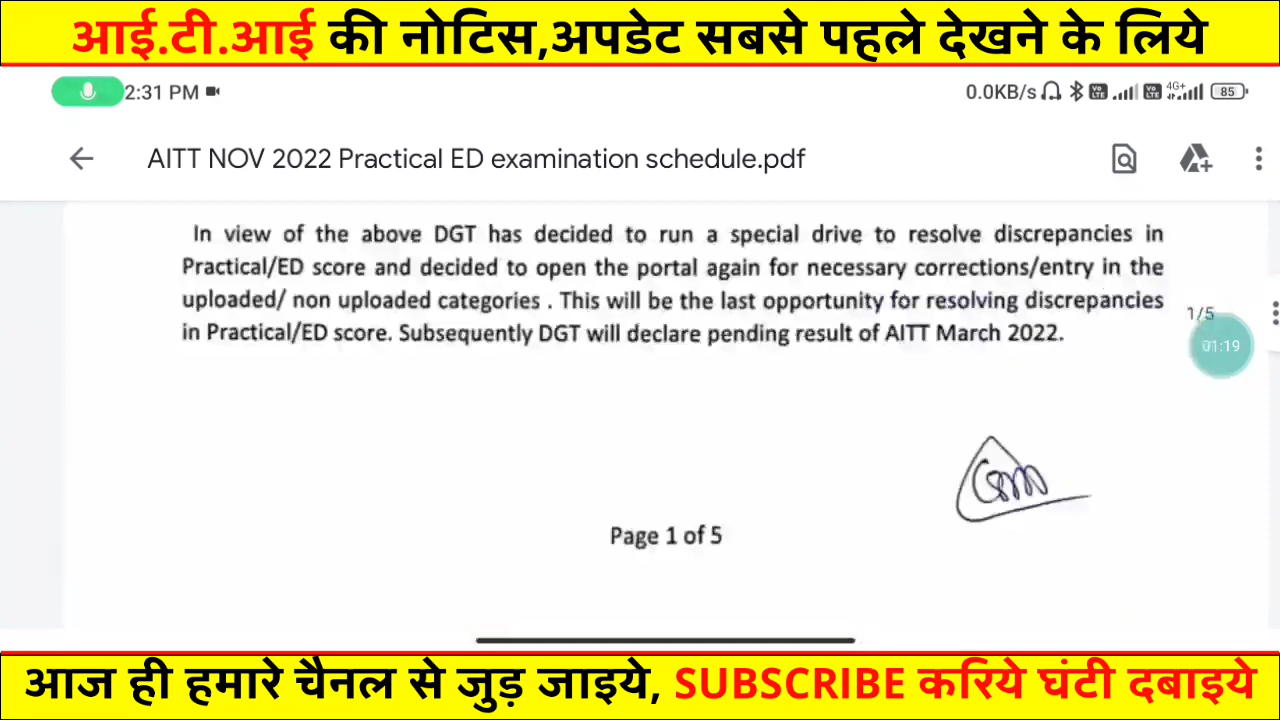 आई.टी.आई की नोटिस,अपडेट सबसे पहले देखने के लिये
2:31 PM 0.0KB/s Vo LTE Vo LTE 4G+ 85
AITT NOV 2022 Practical ED examination schedule.pdf
In view of the above DGT has decided to run a special drive to resolve discrepancies in
Practical/ED score and decided to open the portal again for necessary corrections/entry in the
uploaded/ non uploaded categories . This will be the last opportunity for resolving discrepancies
in Practical/ED score. Subsequently DGT will declare pending result of AITT March 2022.
1/5
01:19
Page 1 of 5
आज ही हमारे चैनल से जुड़ जाइये, SUBSCRIBE करिये घंटी दबाइये